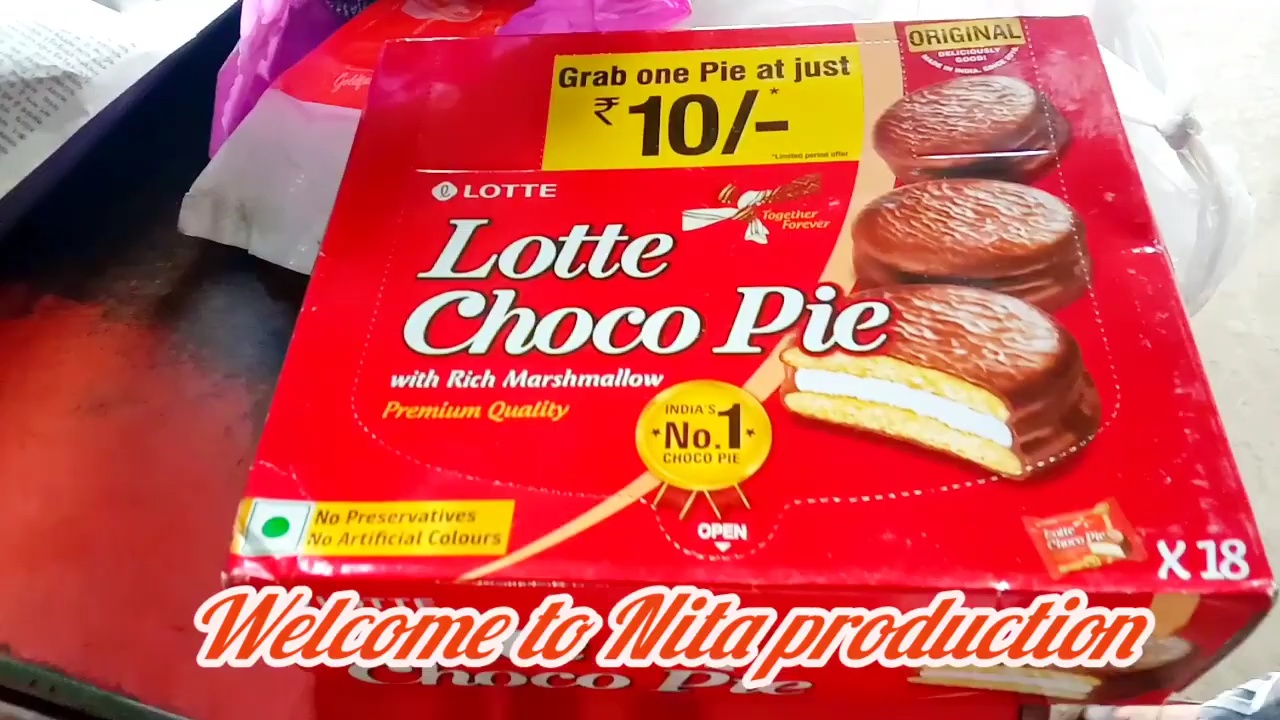 ORIGINAL
DELICIOUSLY
GOOD!
Grab one Pie at just
₹10/-*
*Limited period offer
LOTTE
Together
Forever
Lotte
Choco Pie
with Rich Marshmallow
Premium Quality
INDIA'S
No.1
CHOCO PIE
OPEN
No Preservatives
No Artificial Colours
Lotte
Choco Pie
X 18
Welcome to Nita production
Choco Pie